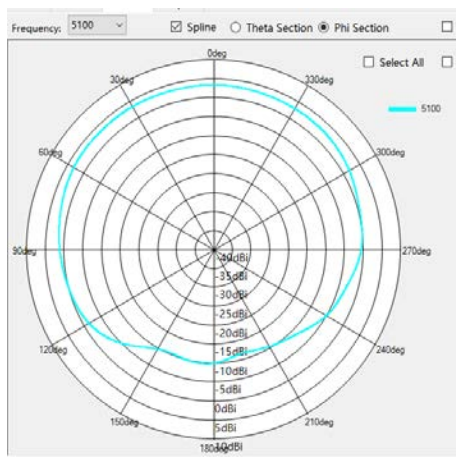 Frequency: 5100 Spline Theta Section Phi Section
0deg
Select All
30deg 330deg
5100
60deg 300deg
90deg 270deg
-40dBi
-35dBi
-30dBi
-25dBi
-20dBi
120deg 240deg
-15dBi
-10dBi
-5dBi
0dBi
150deg 210deg
5dBi
180deg 10dBi